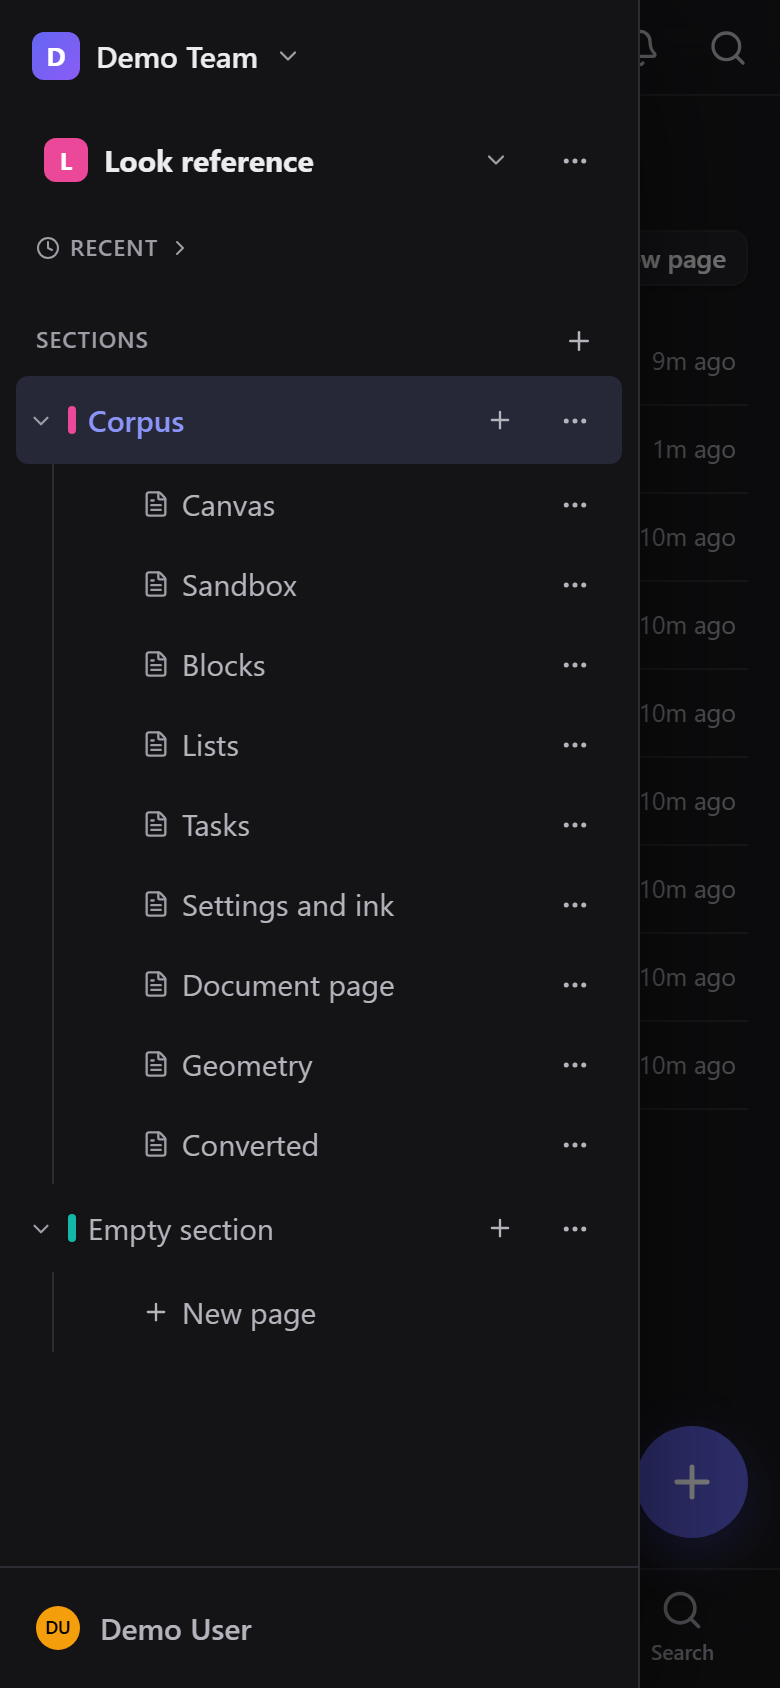 D Demo Team
L Look reference
RECENT
SECTIONS
Corpus
Canvas
Sandbox
Blocks
Lists
Tasks
Settings and ink
Document page
Geometry
Converted
Empty section
New page
DU Demo User
w page
9m ago
1m ago
10m ago
10m ago
10m ago
10m ago
10m ago
10m ago
10m ago
Search